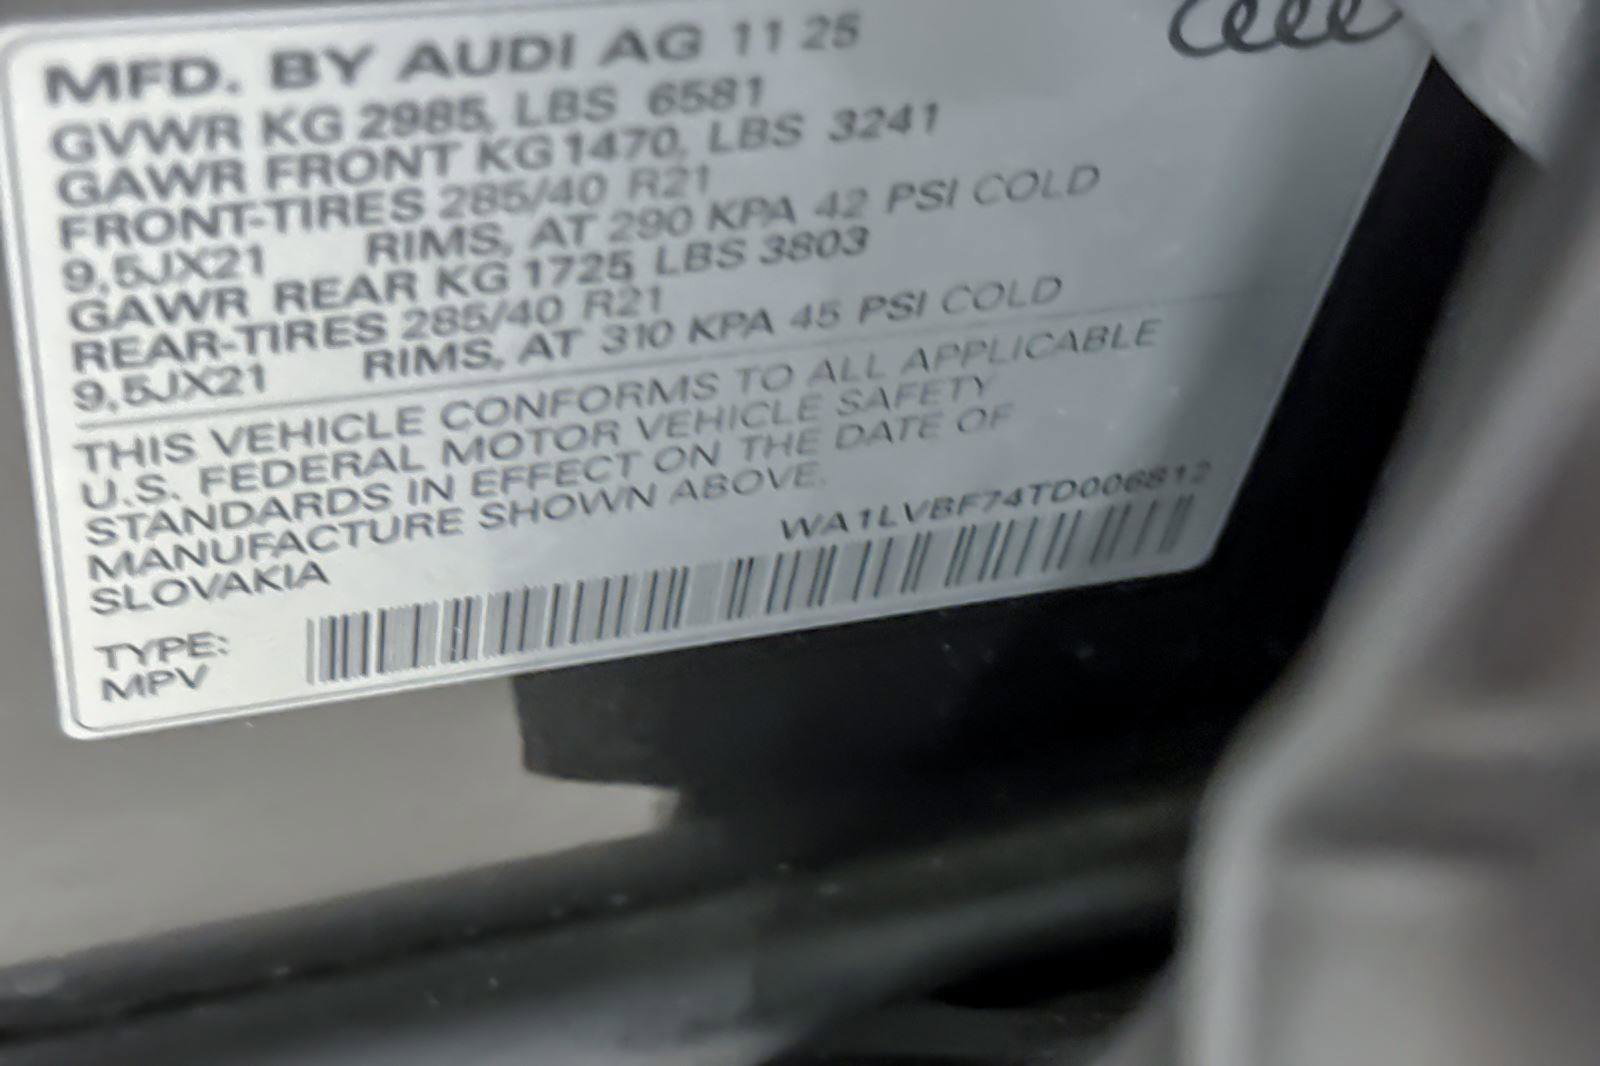 MFD. BY AUDI AG 11 25
GVWR KG 2985, LBS 6581
GAWR FRONT KG 1470, LBS 3241
FRONT-TIRES 285/40 R21
9,5JX21 RIMS, AT 290 KPA 42 PSI COLD
GAWR REAR KG 1725, LBS 3803
REAR-TIRES 285/40 R21
9,5JX21 RIMS, AT 310 KPA 45 PSI COLD
THIS VEHICLE CONFORMS TO ALL APPLICABLE
U.S. FEDERAL MOTOR VEHICLE SAFETY
STANDARDS IN EFFECT ON THE DATE OF
MANUFACTURE SHOWN ABOVE.
SLOVAKIA
WA1LVBF74TD006812
TYPE:
MPV